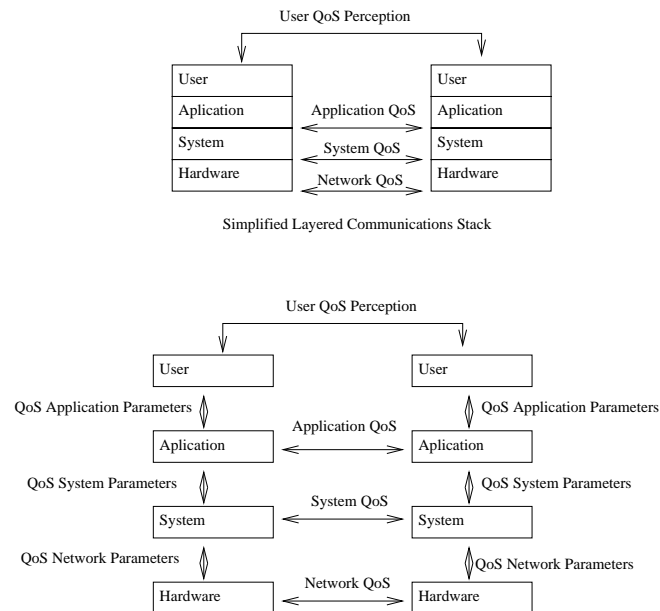 User QoS Perception
User User
Aplication Application QoS Aplication
System System QoS System
Hardware Network QoS Hardware
Simplified Layered Communications Stack
User QoS Perception
User User
QoS Application Parameters QoS Application Parameters
Application QoS
Aplication Aplication
QoS System Parameters QoS System Parameters
System QoS
System System
QoS Network Parameters QoS Network Parameters
Network QoS
Hardware Hardware